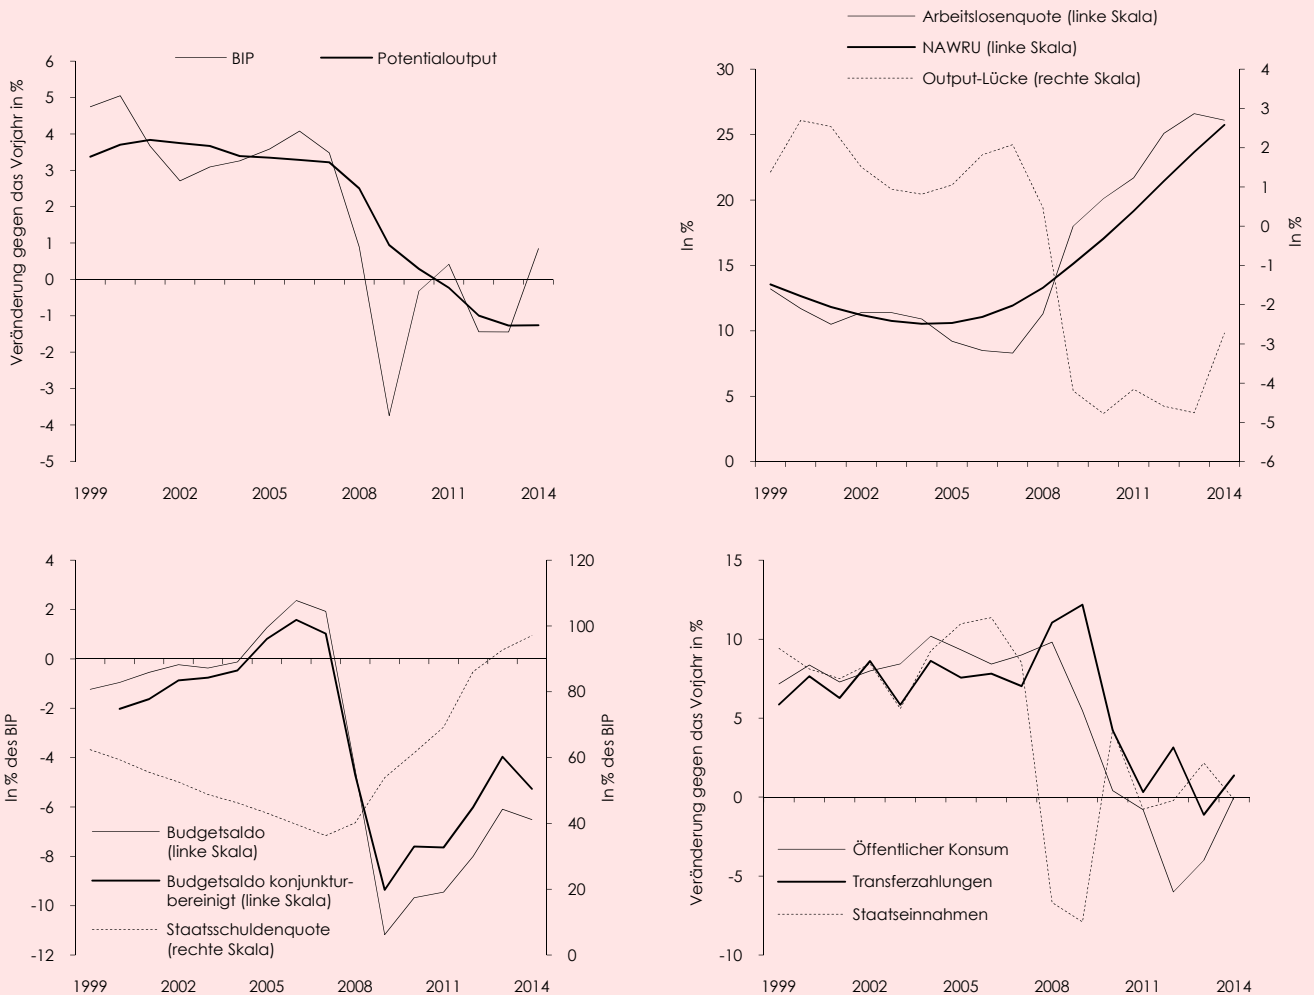 BIP
Potentialoutput
Veränderung gegen das Vorjahr in %
6
5
4
3
2
1
0
-1
-2
-3
-4
-5
1999 2002 2005 2008 2011 2014
Arbeitslosenquote (linke Skala)
NAWRU (linke Skala)
Output-Lücke (rechte Skala)
In %
30
25
20
15
10
5
0
4
3
2
1
0
-1
-2
-3
-4
-5
-6
In %
1999 2002 2005 2008 2011 2014
In % des BIP
4
2
0
-2
-4
-6
-8
-10
-12
120
100
80
60
40
20
0
In % des BIP
Budgetsaldo
(linke Skala)
Budgetsaldo konjunktur-
bereinigt (linke Skala)
Staatsschuldenquote
(rechte Skala)
1999 2002 2005 2008 2011 2014
Veränderung gegen das Vorjahr in %
15
10
5
0
-5
-10
Öffentlicher Konsum
Transferzahlungen
Staatseinnahmen
1999 2002 2005 2008 2011 2014